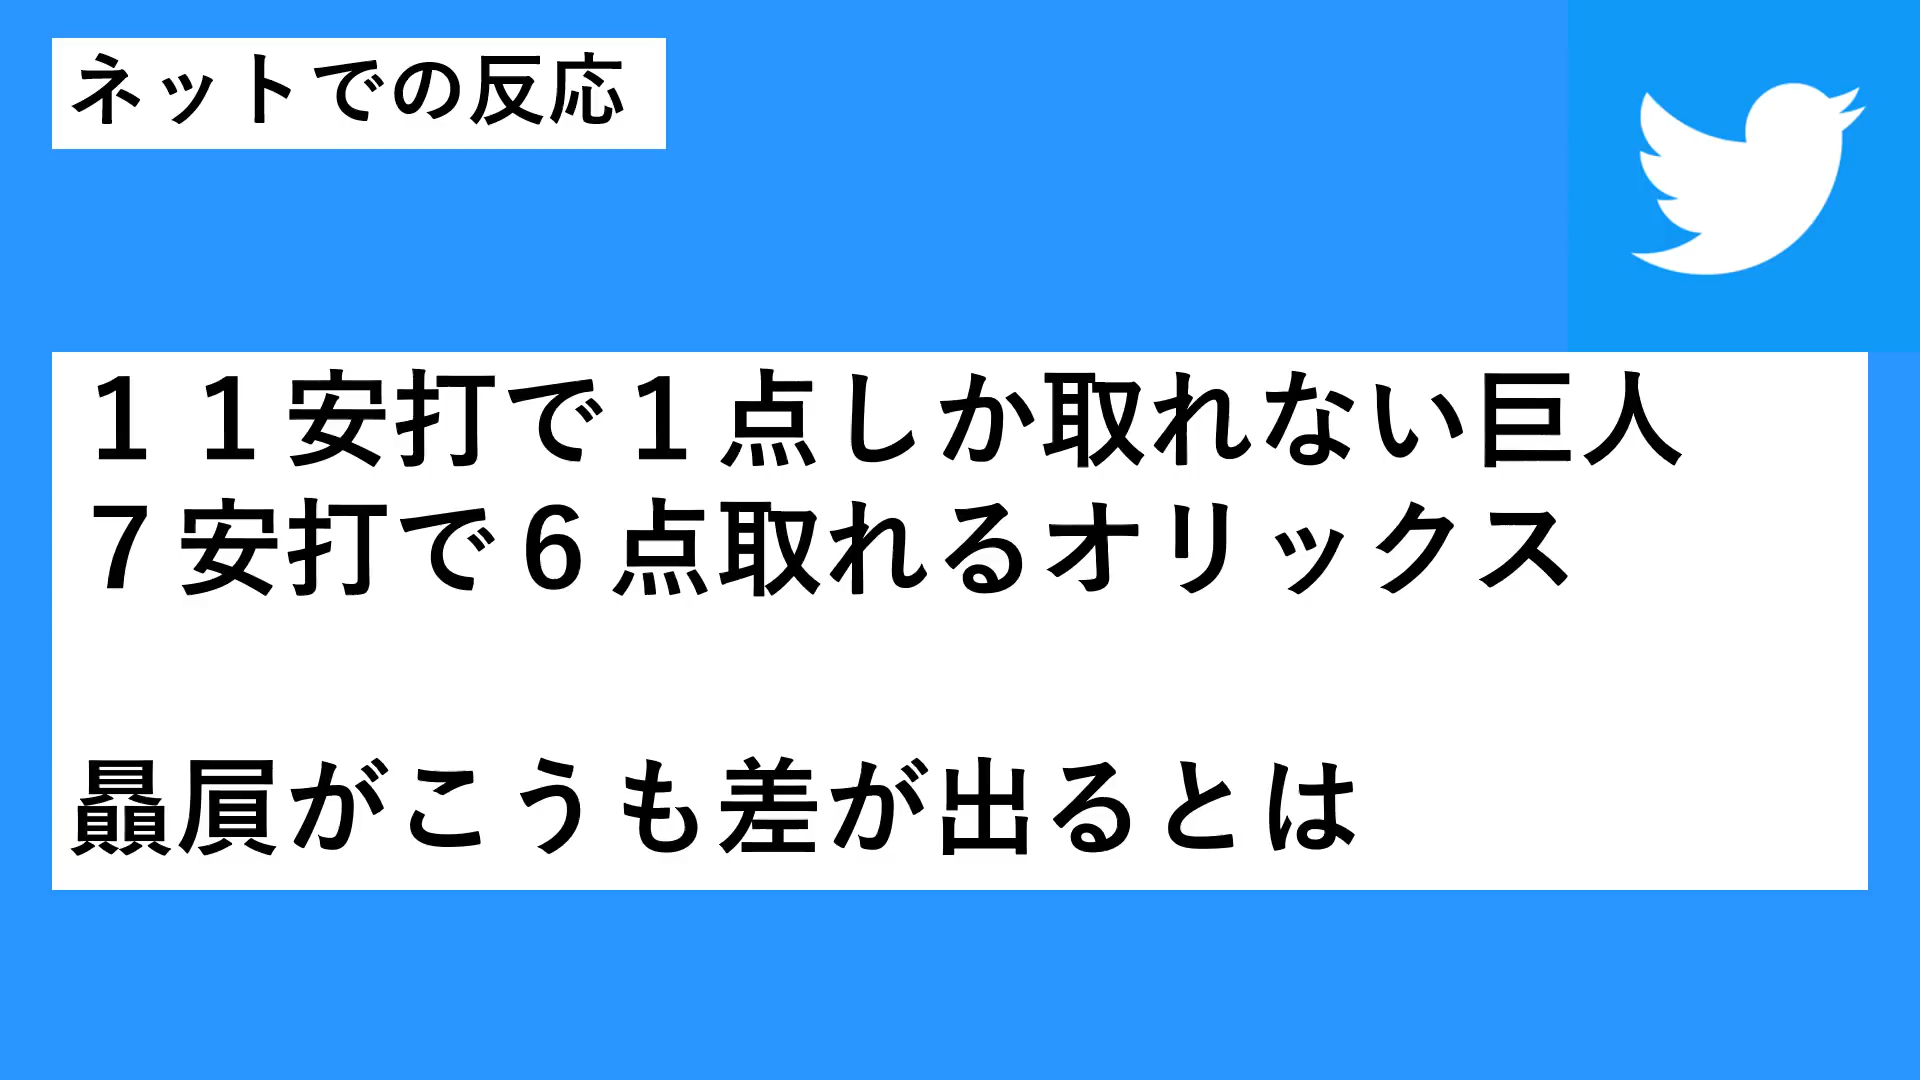 ネットでの反応
１１安打で１点しか取れない巨人
７安打で６点取れるオリックス
贔屓がこうも差が出るとは